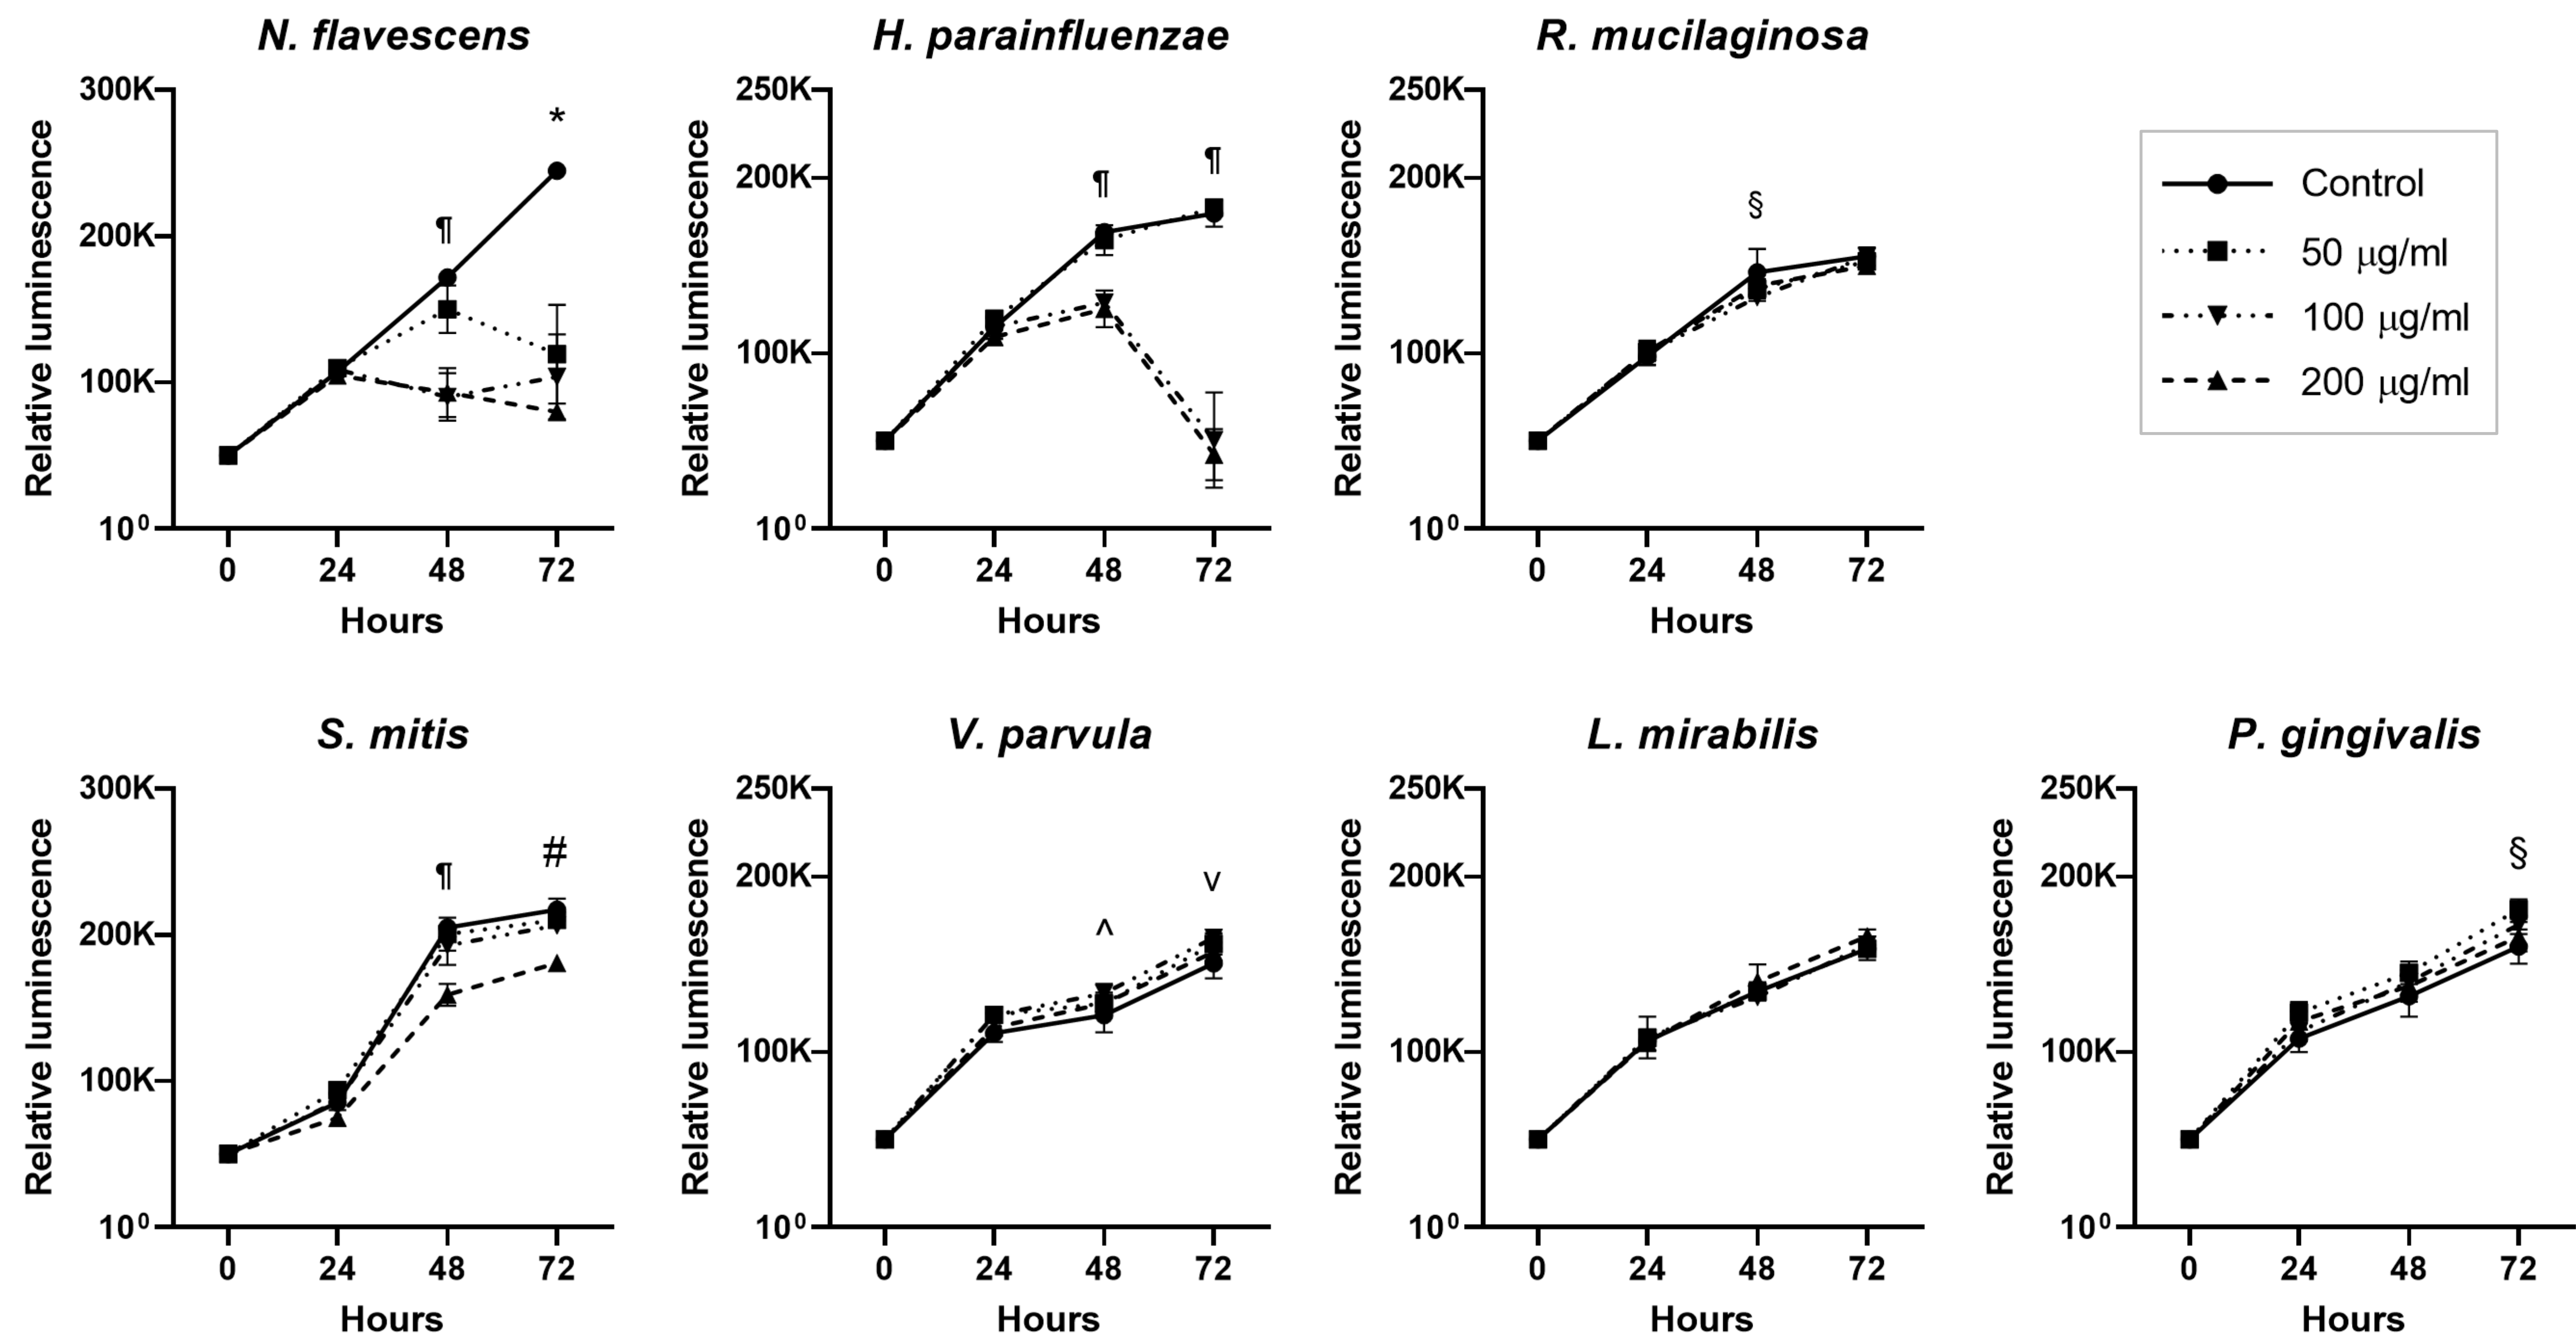 N. flavescens
300K
200K
100K
10⁰
Relative luminescence
¶
*
0 24 48 72
Hours
H. parainfluenzae
250K
200K
100K
10⁰
Relative luminescence
¶
¶
0 24 48 72
Hours
R. mucilaginosa
250K
200K
100K
10⁰
Relative luminescence
§
0 24 48 72
Hours
Control
50 μg/ml
100 μg/ml
200 μg/ml
S. mitis
300K
200K
100K
10⁰
Relative luminescence
¶
#
0 24 48 72
Hours
V. parvula
250K
200K
100K
10⁰
Relative luminescence
^
v
0 24 48 72
Hours
L. mirabilis
250K
200K
100K
10⁰
Relative luminescence
0 24 48 72
Hours
P. gingivalis
250K
200K
100K
10⁰
Relative luminescence
§
0 24 48 72
Hours